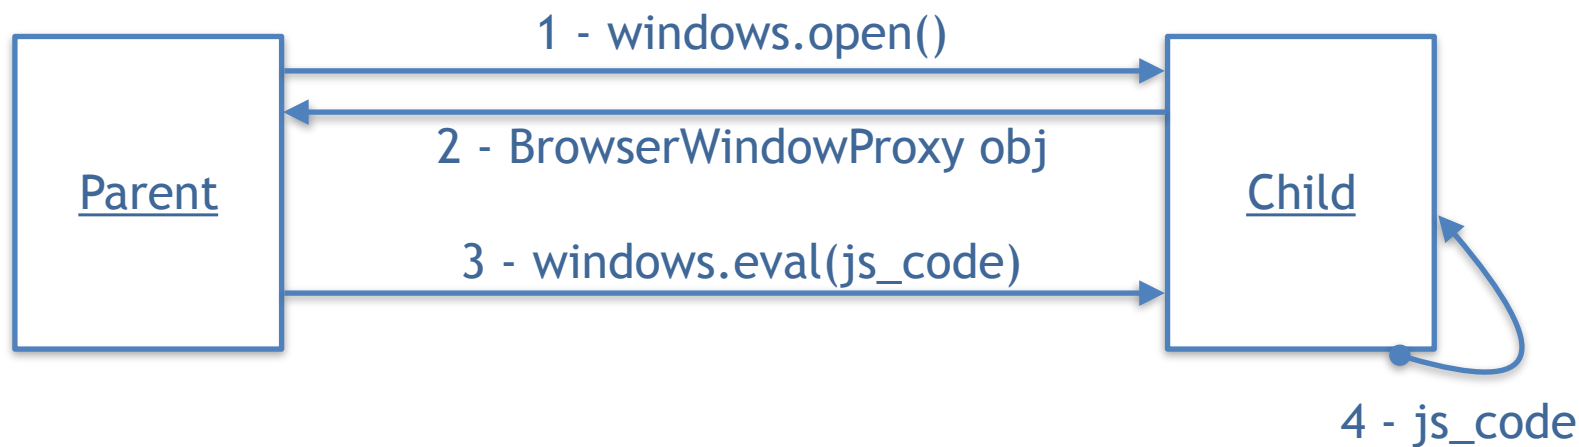 1 - windows.open()
2 - BrowserWindowProxy obj
Parent
Child
3 - windows.eval(js_code)
4 - js_code